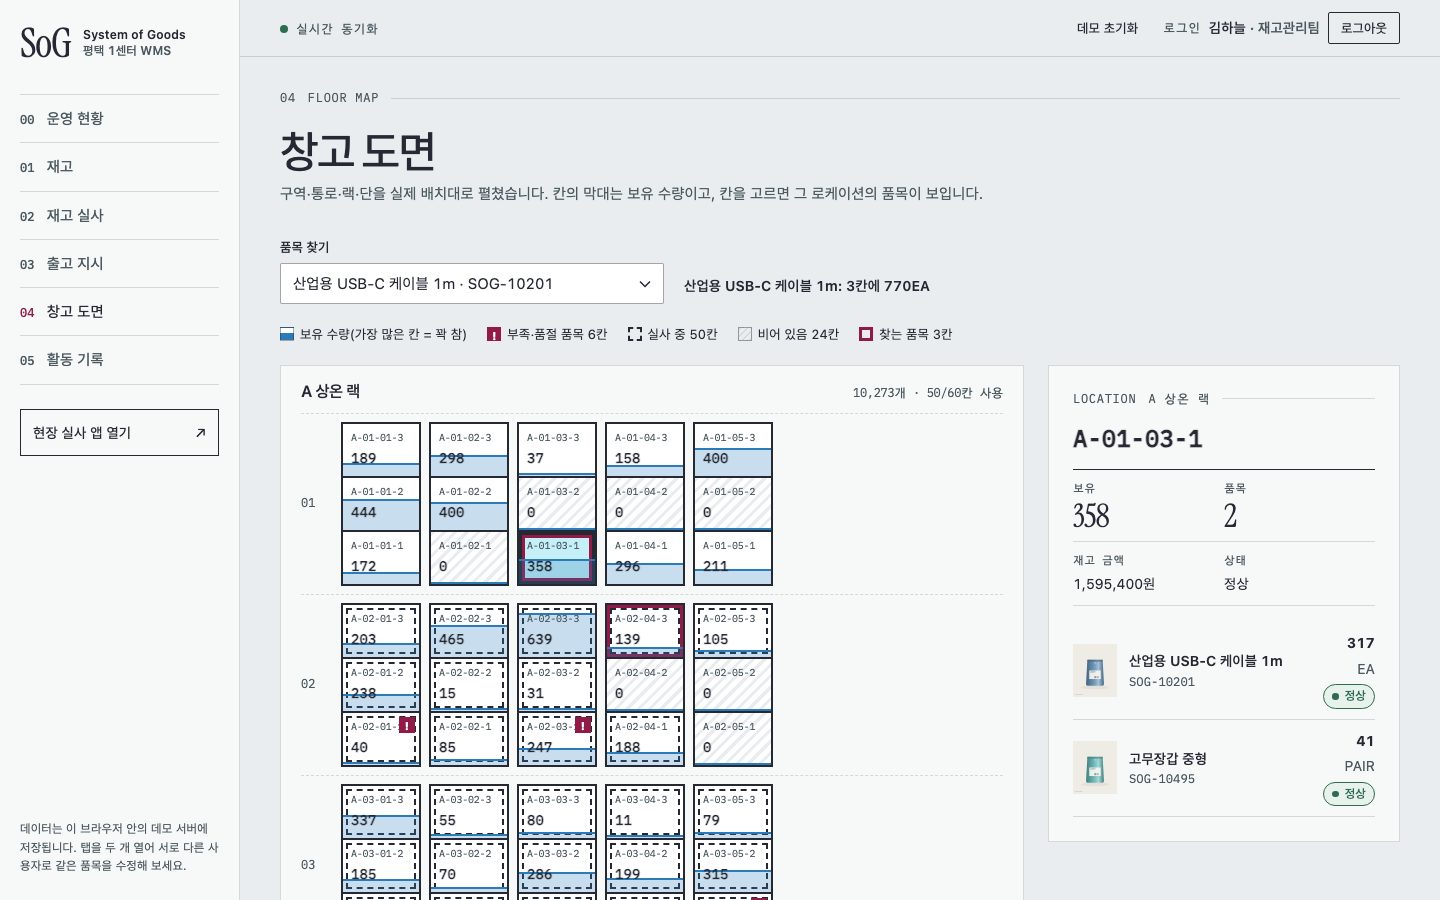 SoG System of Goods
평택 1센터 WMS
00 운영 현황
01 재고
02 재고 실사
03 출고 지시
04 창고 도면
05 활동 기록
현장 실사 앱 열기
데이터는 이 브라우저 안의 데모 서버에
저장됩니다. 탭을 두 개 열어 서로 다른 사
용자로 같은 품목을 수정해 보세요.
실시간 동기화
데모 초기화
로그인 김하늘 · 재고관리팀
로그아웃
04 FLOOR MAP
창고 도면
구역·통로·랙·단을 실제 배치대로 펼쳤습니다. 칸의 막대는 보유 수량이고, 칸을 고르면 그 로케이션의 품목이 보입니다.
품목 찾기
산업용 USB-C 케이블 1m · SOG-10201
산업용 USB-C 케이블 1m: 3칸에 770EA
보유 수량(가장 많은 칸 = 꽉 참) ! 부족·품절 품목 6칸 실사 중 50칸 비어 있음 24칸 찾는 품목 3칸
A 상온 랙
10,273개 · 50/60칸 사용
A-01-01-3 A-01-02-3 A-01-03-3 A-01-04-3 A-01-05-3
189 298 37 158 400
01
A-01-01-2 A-01-02-2 A-01-03-2 A-01-04-2 A-01-05-2
444 400 0 0 0
A-01-01-1 A-01-02-1 A-01-03-1 A-01-04-1 A-01-05-1
172 0 358 296 211
A-02-01-3 A-02-02-3 A-02-03-3 A-02-04-3 A-02-05-3
203 465 639 139 105
02
A-02-01-2 A-02-02-2 A-02-03-2 A-02-04-2 A-02-05-2
238 15 31 0 0
A-02-01- ! A-02-02-1 A-02-03- ! A-02-04-1 A-02-05-1
40 85 247 188 0
A-03-01-3 A-03-02-3 A-03-03-3 A-03-04-3 A-03-05-3
337 55 80 11 79
03
A-03-01-2 A-03-02-2 A-03-03-2 A-03-04-2 A-03-05-2
185 70 286 199 315
LOCATION A 상온 랙
A-01-03-1
보유 품목
358 2
재고 금액 상태
1,595,400원 정상
산업용 USB-C 케이블 1m
SOG-10201
317
EA
정상
고무장갑 중형
SOG-10495
41
PAIR
정상